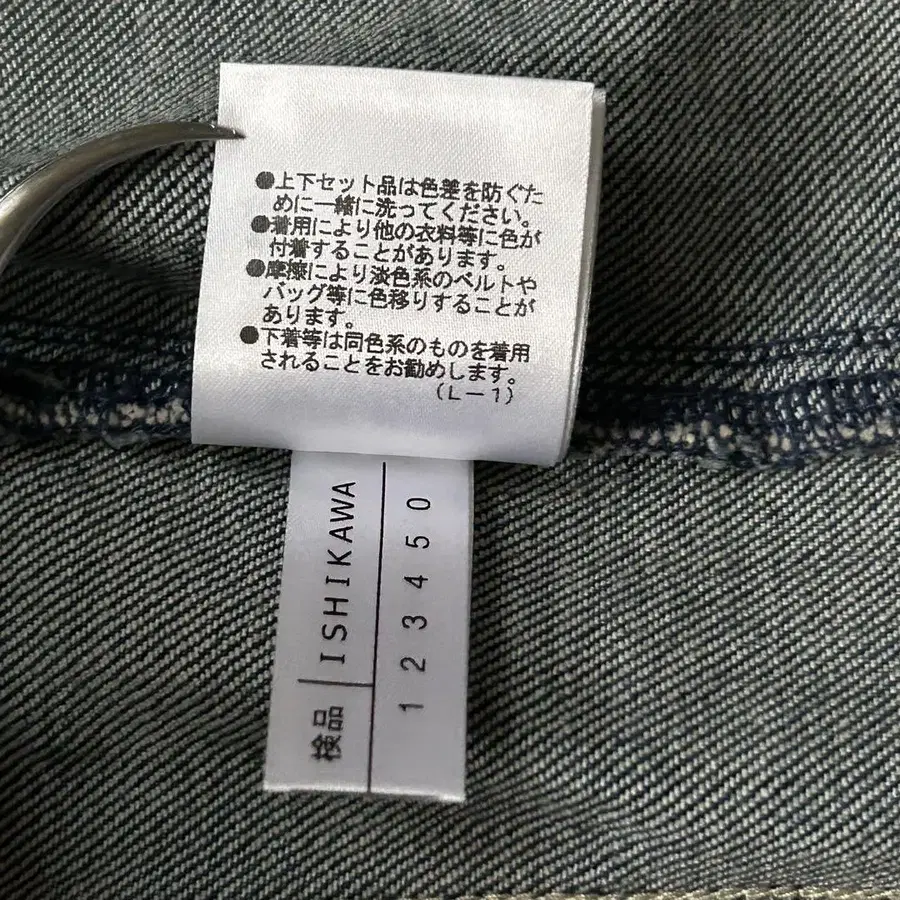 ●上下セット品は色差を防ぐた
めに一緒に洗ってください。
●着用により他の衣料等に色が
付着することがあります。
●摩擦により淡色系のベルトや
バッグ等に色移りすることが
あります。
●下着等は同色系のものを着用
されることをお勧めします。
(L-1)
検品 ISHIKAWA
1 2 3 4 5 0